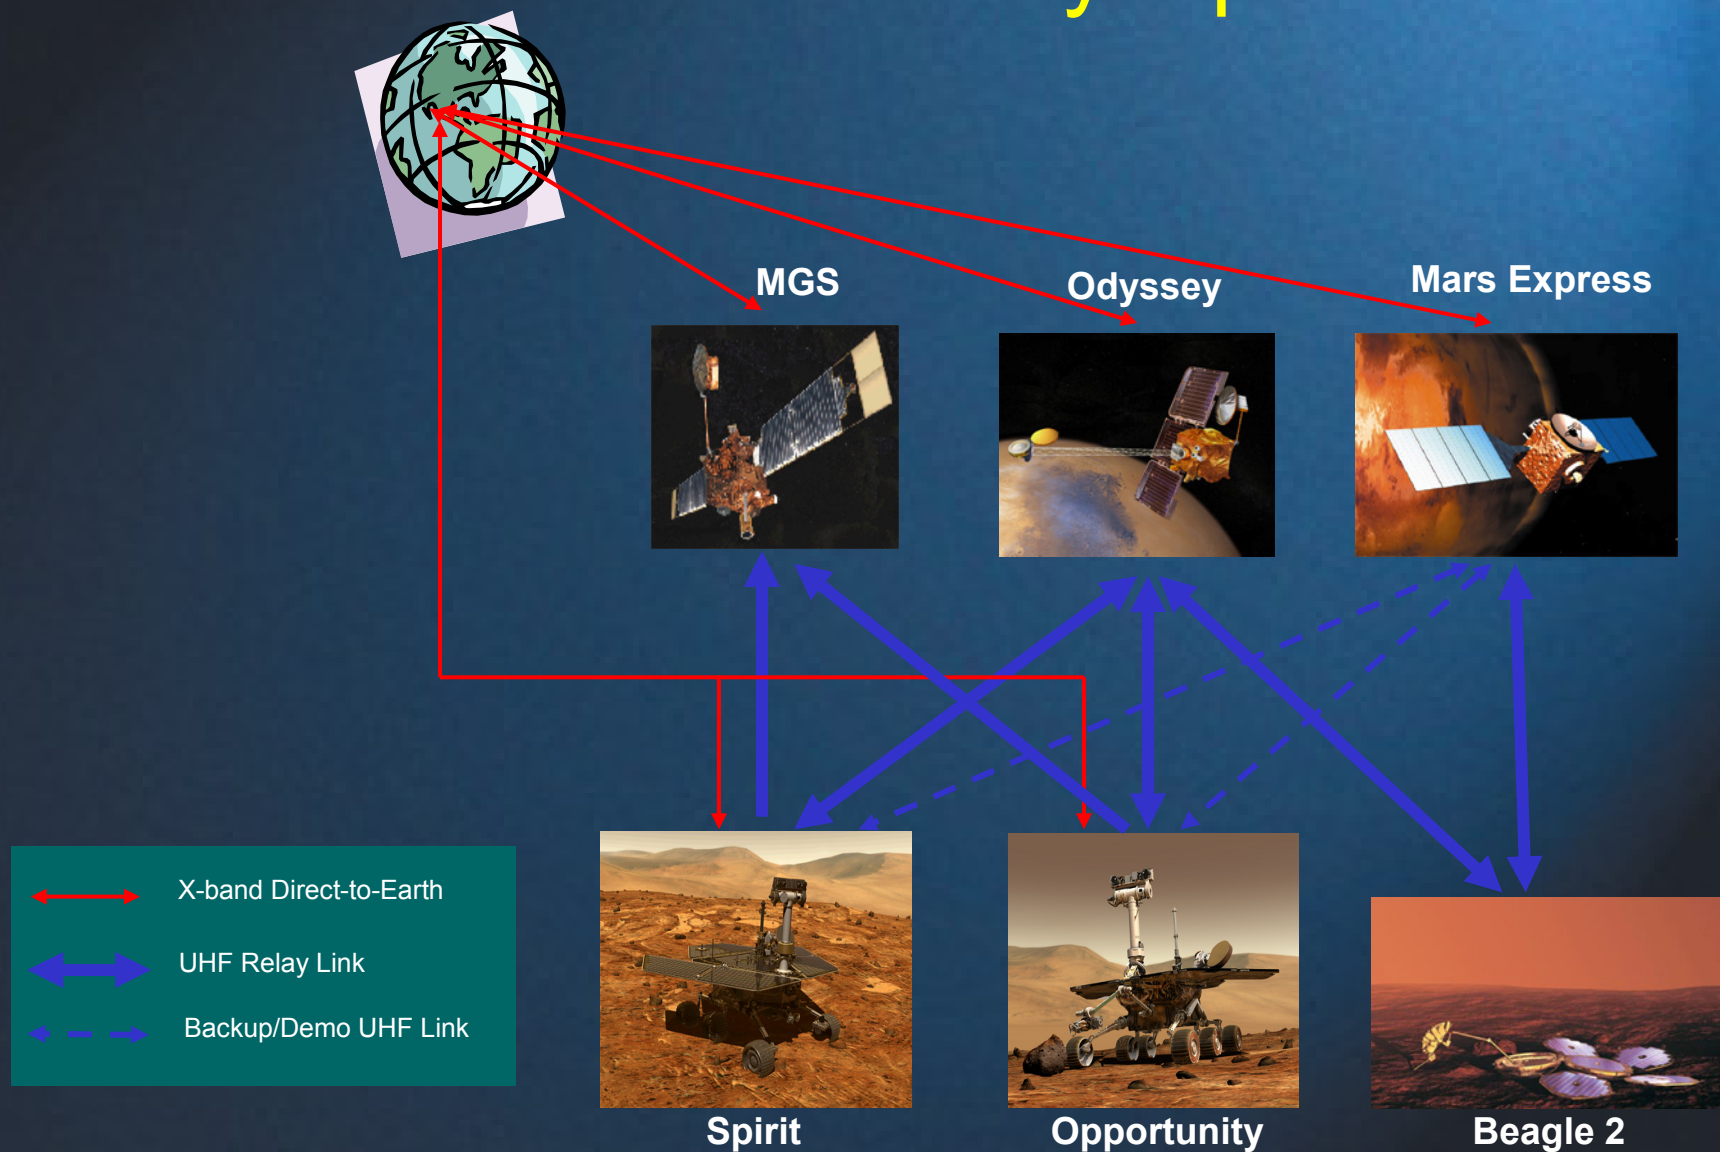 MGS
Odyssey
Mars Express
X-band Direct-to-Earth
UHF Relay Link
Backup/Demo UHF Link
Spirit
Opportunity
Beagle 2